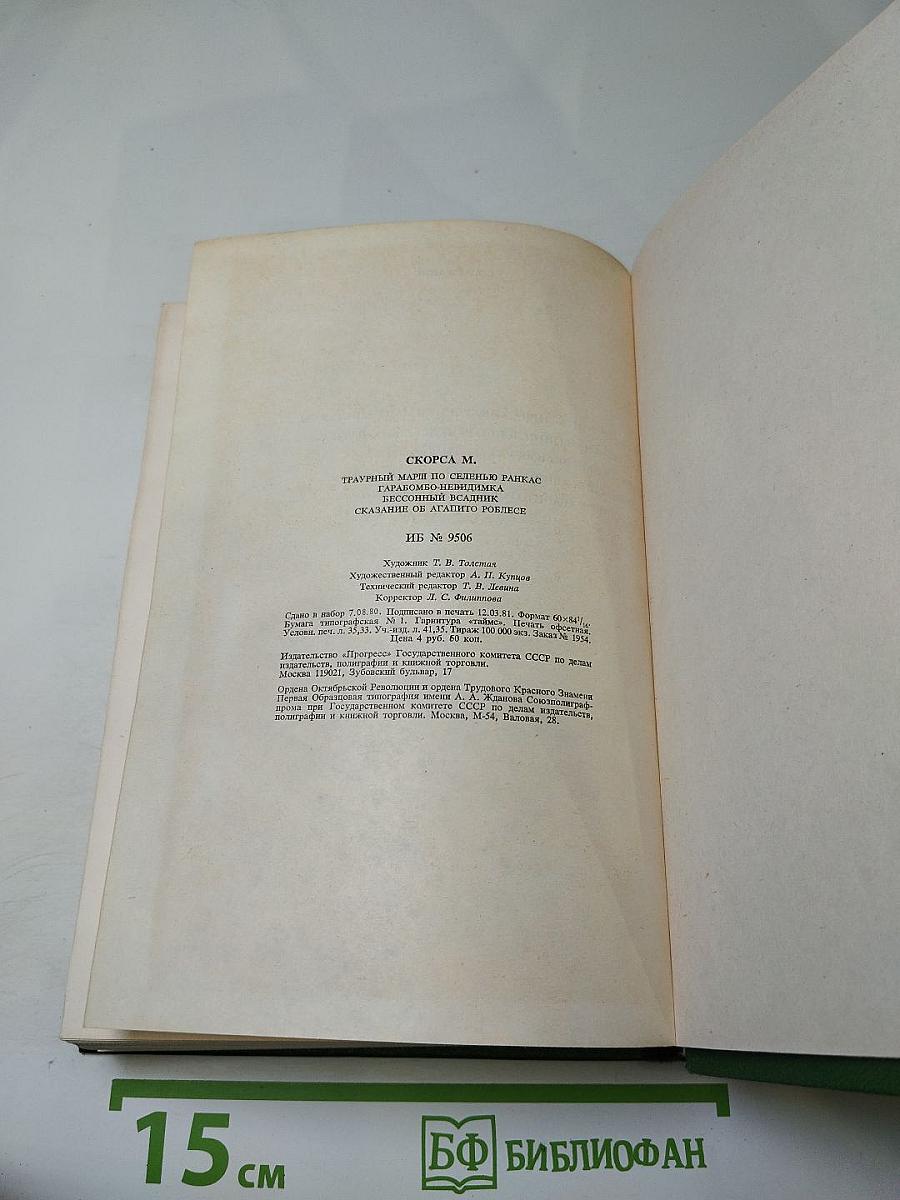 СКОРСА М.
ТРАУРНЫЙ МАРШ ПО СЕЛЕНЬЮ РАНКАС
ГАРАБОМБО-НЕВИДИМКА
БЕССОННЫЙ ВСАДНИК
СКАЗАНИЕ ОБ АГАПИТО РОБЛЕСЕ
ИБ № 9506
Художник Т. В. Толстая
Художественный редактор А. П. Купцов
Технический редактор Т. В. Левина
Корректор Л. С. Филиппова
Сдано в набор 7.08.80. Подписано в печать 12.03.81. Формат 60×84¹/₁₆.
Бумага типографская № 1. Гарнитура «таймс». Печать офсетная.
Условн. печ. л. 35,33. Уч.-изд. л. 41,35. Тираж 100 000 экз. Заказ № 1954.
Цена 4 руб. 60 коп.
Издательство «Прогресс» Государственного комитета СССР по делам
издательств, полиграфии и книжной торговли.
Москва 119021, Зубовский бульвар, 17
Ордена Октябрьской Революции и ордена Трудового Красного Знамени
Первая Образцовая типография имени А. А. Жданова Союзполиграф-
прома при Государственном комитете СССР по делам издательств,
полиграфии и книжной торговли. Москва, М-54, Валовая, 28.
15 см
БФ БИБЛИОФАН